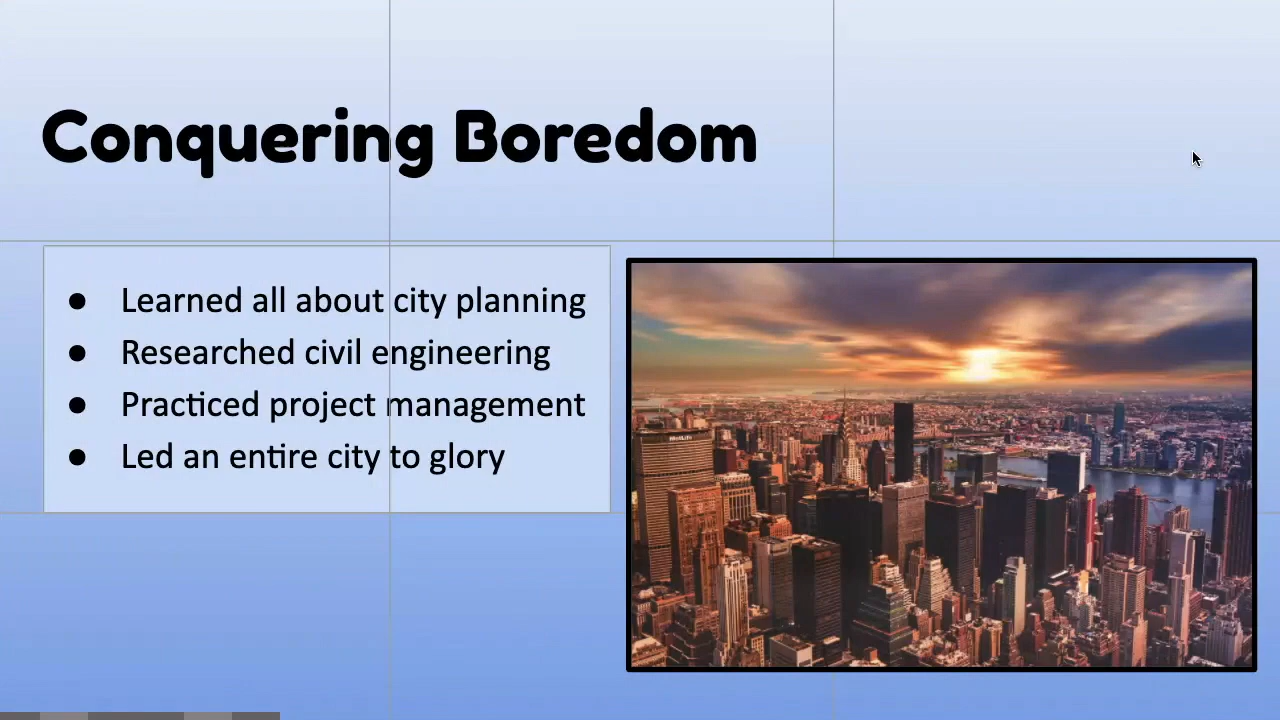 Conquering Boredom
● Learned all about city planning
● Researched civil engineering
● Practiced project management
● Led an entire city to glory
MetLife